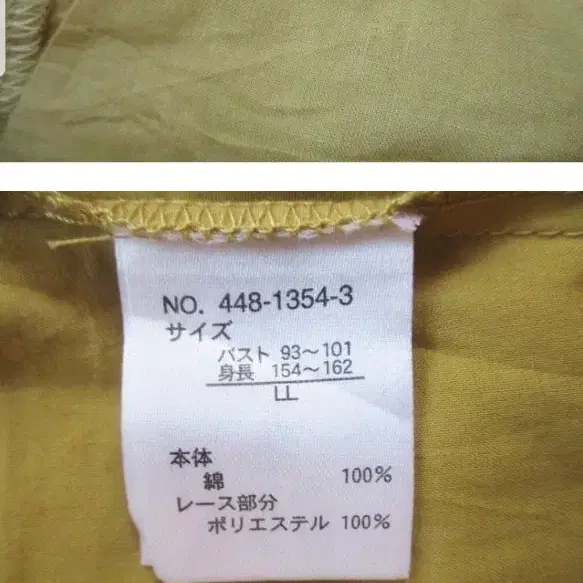 NO. 448-1354-3
サイズ
バスト 93～101
身長 154～162
LL
本体
綿 100%
レース部分
ポリエステル 100%